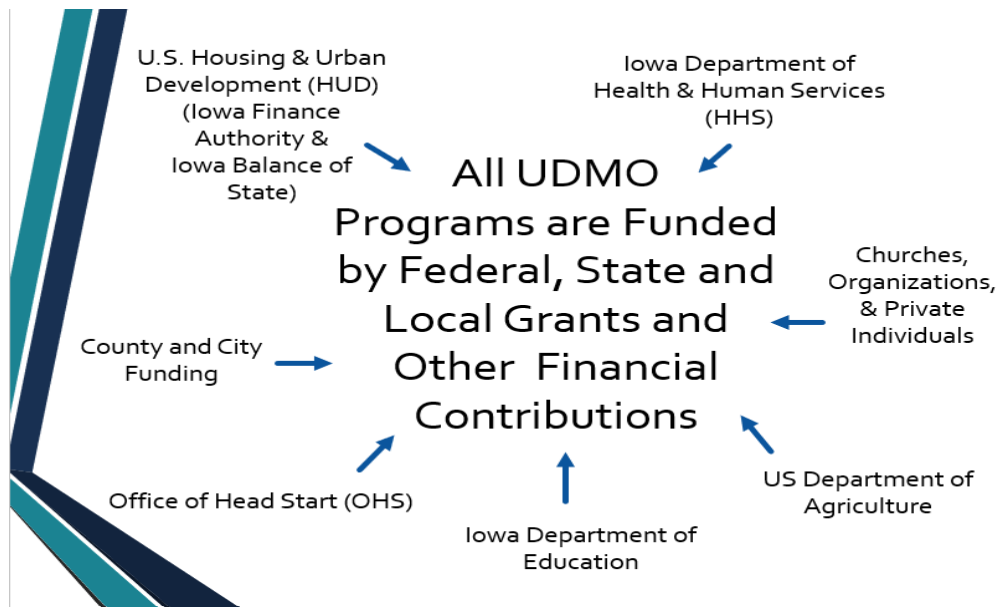 U.S. Housing & Urban
Development (HUD)
(Iowa Finance
Authority &
Iowa Balance of
State)
Iowa Department of
Health & Human Services
(HHS)
All UDMO
Programs are Funded
by Federal, State and
Local Grants and
Other Financial
Contributions
Churches,
Organizations,
& Private
Individuals
County and City
Funding
Office of Head Start (OHS)
Iowa Department of
Education
US Department of
Agriculture